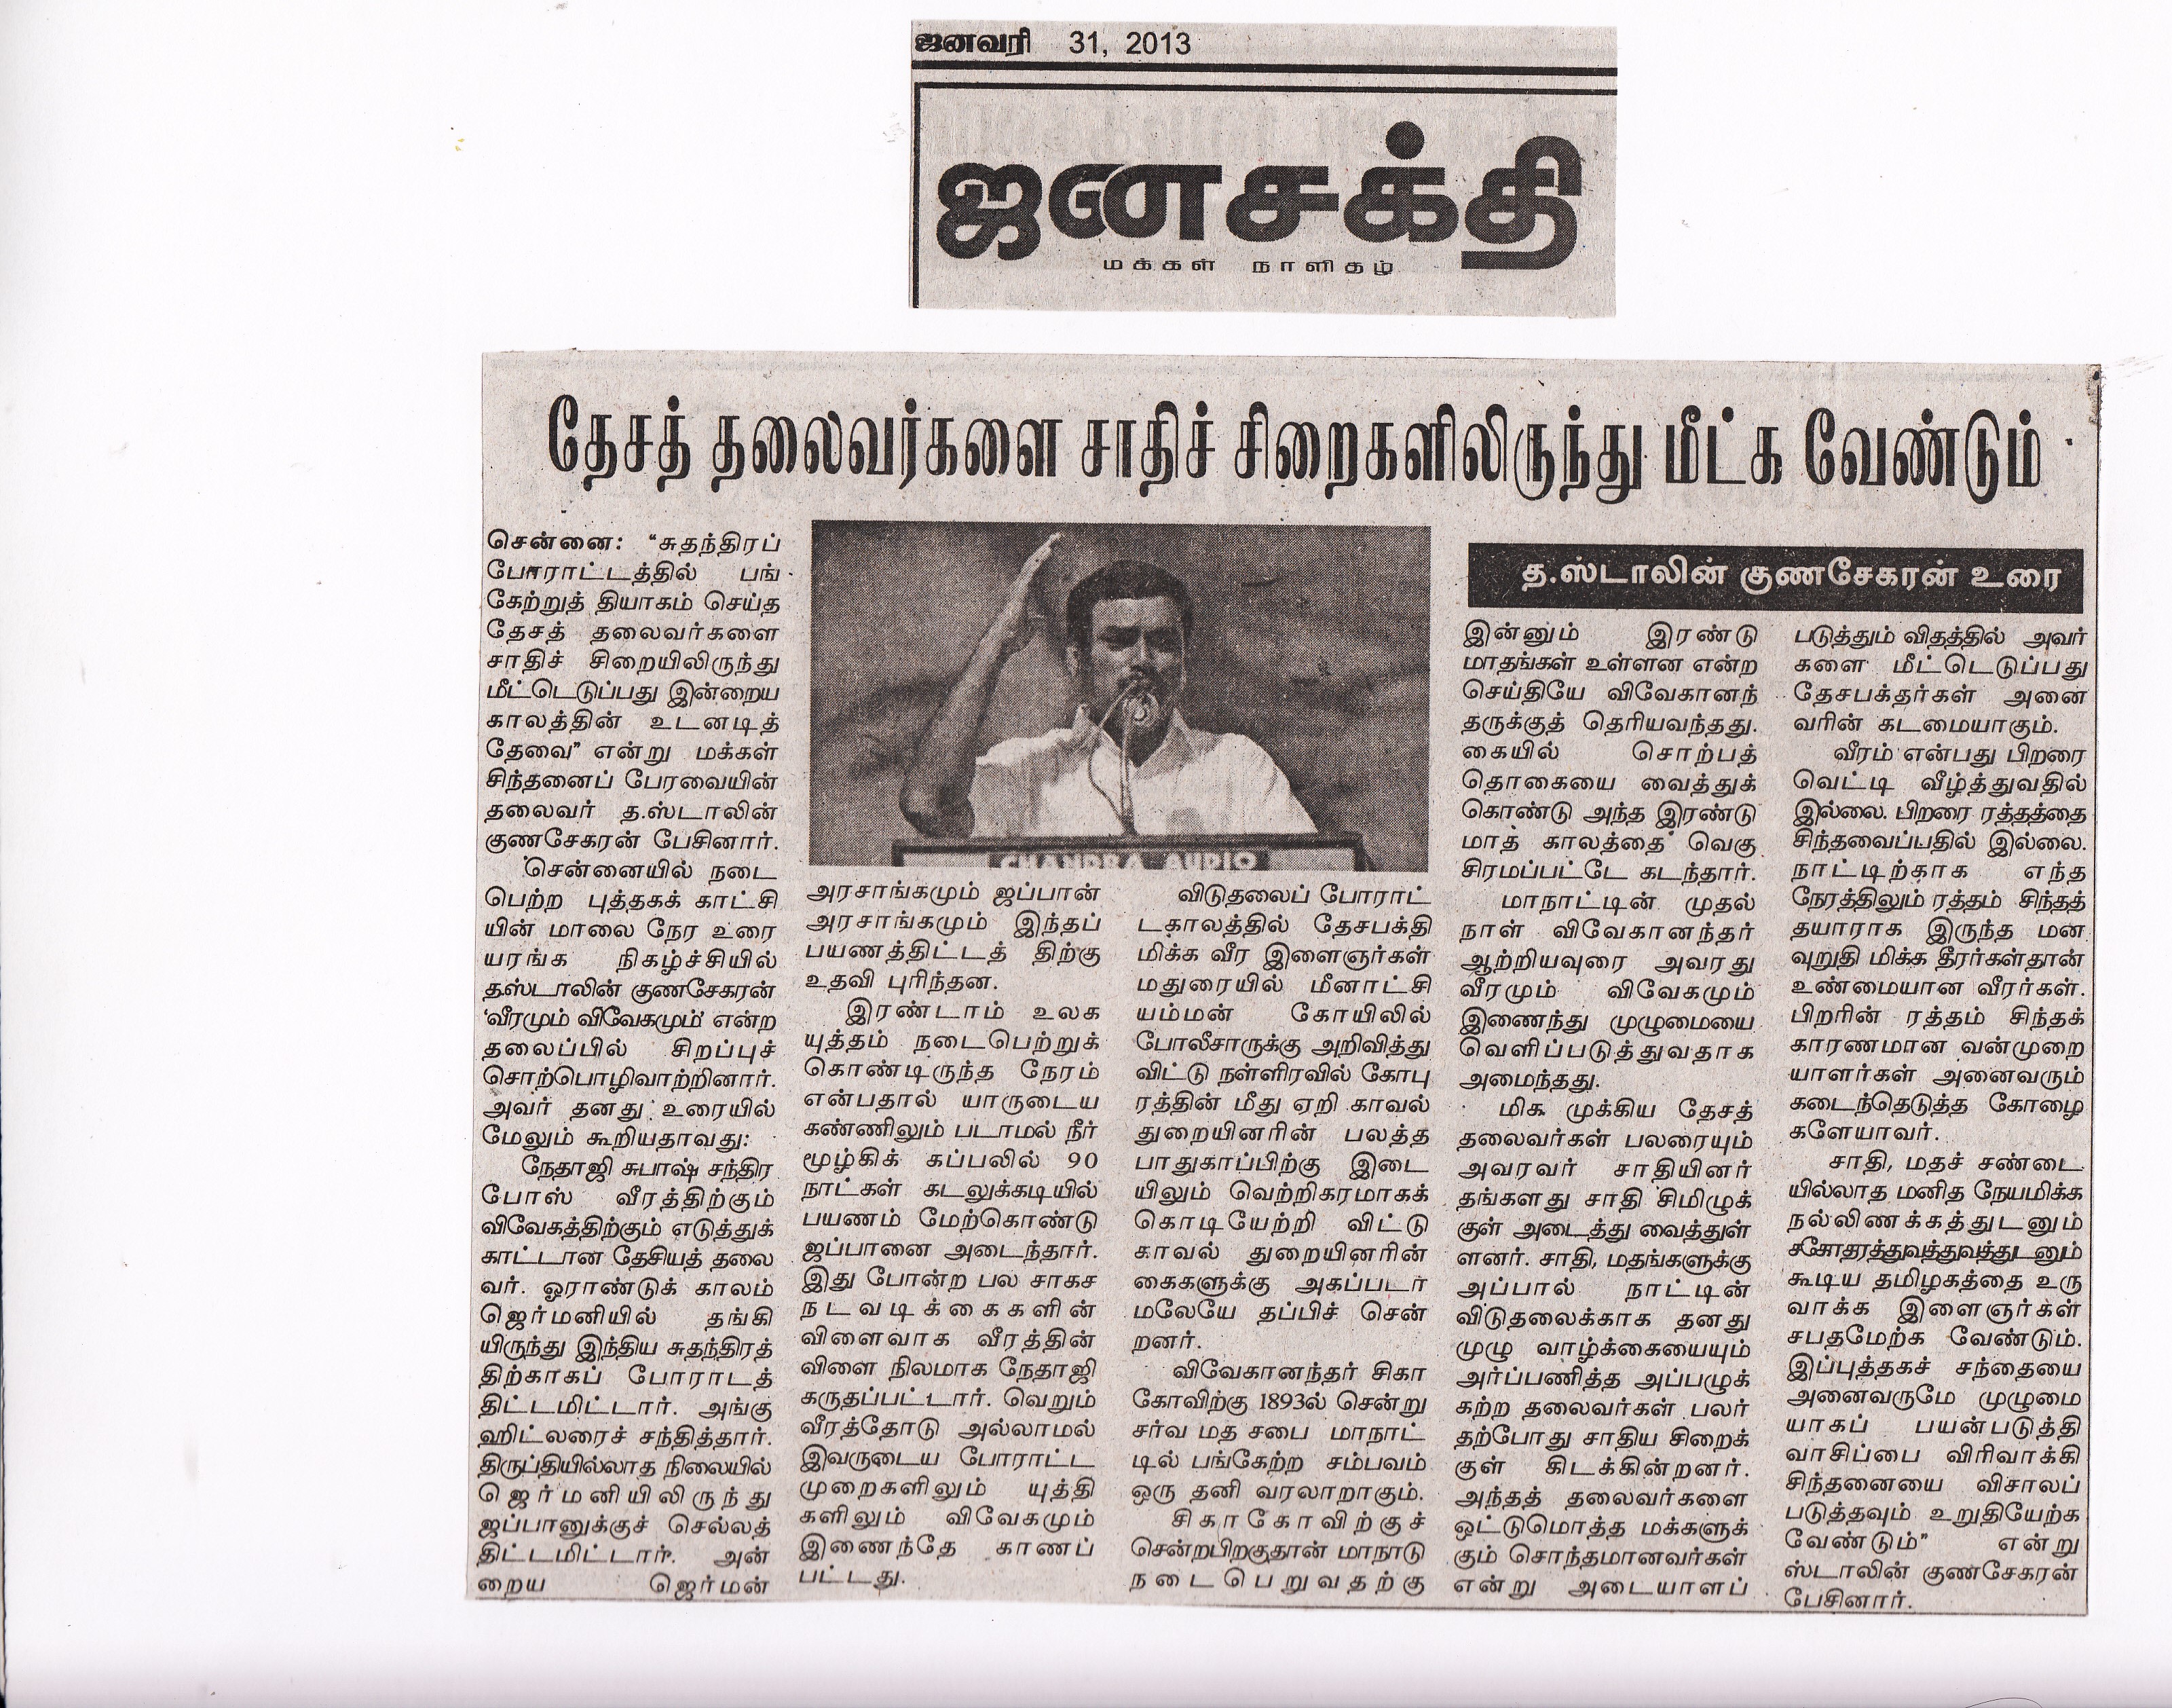 ஜனவரி 31, 2013
ஜனசக்தி
மக்கள் நாளிதழ்
தேசத் தலைவர்களை சாதிச் சிறைகளிலிருந்து மீட்க வேண்டும்
த.ஸ்டாலின் குணசேகரன் உரை
சென்னை: “சுதந்திரப்
போராட்டத்தில் பங்
கேற்றுத் தியாகம் செய்த
தேசத் தலைவர்களை
சாதிச் சிறையிலிருந்து
மீட்டெடுப்பது இன்றைய
காலத்தின் உடனடித்
தேவை” என்று மக்கள்
சிந்தனைப் பேரவையின்
தலைவர் த.ஸ்டாலின்
குணசேகரன் பேசினார்.
சென்னையில் நடை
பெற்ற புத்தகக் காட்சி
யின் மாலை நேர உரை
யரங்க நிகழ்ச்சியில்
த.ஸ்டாலின் குணசேகரன்
‘வீரமும் விவேகமும்’ என்ற
தலைப்பில் சிறப்புச்
சொற்பொழிவாற்றினார்.
அவர் தனது உரையில்
மேலும் கூறியதாவது:
நேதாஜி சுபாஷ் சந்திர
போஸ் வீரத்திற்கும்
விவேகத்திற்கும் எடுத்துக்
காட்டான தேசியத் தலை
வர். ஓராண்டுக் காலம்
ஜெர்மனியில் தங்கி
யிருந்து இந்திய சுதந்திரத்
திற்காகப் போராடத்
திட்டமிட்டார். அங்கு
ஹிட்லரைச் சந்தித்தார்.
திருப்தியில்லாத நிலையில்
ஜெர்மனியிலிருந்து
ஜப்பானுக்குச் செல்லத்
திட்டமிட்டார். அன்
றைய ஜெர்மன்
CHANDRA AUDIO
அரசாங்கமும் ஜப்பான்
அரசாங்கமும் இந்தப்
பயணத்திட்டத் திற்கு
உதவி புரிந்தன.
இரண்டாம் உலக
யுத்தம் நடைபெற்றுக்
கொண்டிருந்த நேரம்
என்பதால் யாருடைய
கண்ணிலும் படாமல் நீர்
மூழ்கிக் கப்பலில் 90
நாட்கள் கடலுக்கடியில்
பயணம் மேற்கொண்டு
ஜப்பானை அடைந்தார்.
இது போன்ற பல சாகச
நடவடிக்கைகளின்
விளைவாக வீரத்தின்
விளை நிலமாக நேதாஜி
கருதப்பட்டார். வெறும்
வீரத்தோடு அல்லாமல்
இவருடைய போராட்ட
முறைகளிலும் யுத்தி
களிலும் விவேகமும்
இணைந்தே காணப்
பட்டது.
விடுதலைப் போராட்
டகாலத்தில் தேசபக்தி
மிக்க வீர இளைஞர்கள்
மதுரையில் மீனாட்சி
யம்மன் கோயிலில்
போலீசாருக்கு அறிவித்து
விட்டு நள்ளிரவில் கோபு
ரத்தின் மீது ஏறி காவல்
துறையினரின் பலத்த
பாதுகாப்பிற்கு இடை
யிலும் வெற்றிகரமாகக்
கொடியேற்றி விட்டு
காவல் துறையினரின்
கைகளுக்கு அகப்படா
மலேயே தப்பிச் சென்
றனர்.
விவேகானந்தர் சிகா
கோவிற்கு 1893ல் சென்று
சர்வ மத சபை மாநாட்
டில் பங்கேற்ற சம்பவம்
ஒரு தனி வரலாறாகும்.
சிகாகோவிற்குச்
சென்றபிறகுதான் மாநாடு
நடைபெறுவதற்கு
இன்னும் இரண்டு
மாதங்கள் உள்ளன என்ற
செய்தியே விவேகானந்
தருக்குத் தெரியவந்தது.
கையில் சொற்பத்
தொகையை வைத்துக்
கொண்டு அந்த இரண்டு
மாத் காலத்தை வெகு
சிரமப்பட்டே கடந்தார்.
மாநாட்டின் முதல்
நாள் விவேகானந்தர்
ஆற்றியவுரை அவரது
வீரமும் விவேகமும்
இணைந்து முழுமையை
வெளிப்படுத்துவதாக
அமைந்தது.
மிக முக்கிய தேசத்
தலைவர்கள் பலரையும்
அவரவர் சாதியினர்
தங்களது சாதி சிமிழுக்
குள் அடைத்து வைத்துள்
ளனர். சாதி, மதங்களுக்கு
அப்பால் நாட்டின்
விடுதலைக்காக தனது
முழு வாழ்க்கையையும்
அர்ப்பணித்த அப்பழுக்
கற்ற தலைவர்கள் பலர்
தற்போது சாதிய சிறைக்
குள் கிடக்கின்றனர்.
அந்தத் தலைவர்களை
ஒட்டுமொத்த மக்களுக்
கும் சொந்தமானவர்கள்
என்று அடையாளப்
படுத்தும் விதத்தில் அவர்
களை மீட்டெடுப்பது
தேசபக்தர்கள் அனை
வரின் கடமையாகும்.
வீரம் என்பது பிறரை
வெட்டி வீழ்த்துவதில்
இல்லை. பிறரை ரத்தத்தை
சிந்தவைப்பதில் இல்லை.
நாட்டிற்காக எந்த
நேரத்திலும் ரத்தம் சிந்தத்
தயாராக இருந்த மன
வுறுதி மிக்க தீரர்கள்தான்
உண்மையான வீரர்கள்.
பிறரின் ரத்தம் சிந்தக்
காரணமான வன்முறை
யாளர்கள் அனைவரும்
கடைந்தெடுத்த கோழை
களேயாவர்.
சாதி, மதச் சண்டை
யில்லாத மனித நேயமிக்க
நல்லிணக்கத்துடனும்
சகோதரத்துவத்துவத்துடனும்
கூடிய தமிழகத்தை உரு
வாக்க இளைஞர்கள்
சபதமேற்க வேண்டும்.
இப்புத்தகச் சந்தையை
அனைவருமே முழுமை
யாகப் பயன்படுத்தி
வாசிப்பை விரிவாக்கி
சிந்தனையை விசாலப்
படுத்தவும் உறுதியேற்க
வேண்டும்” என்று
ஸ்டாலின் குணசேகரன்
பேசினார்.